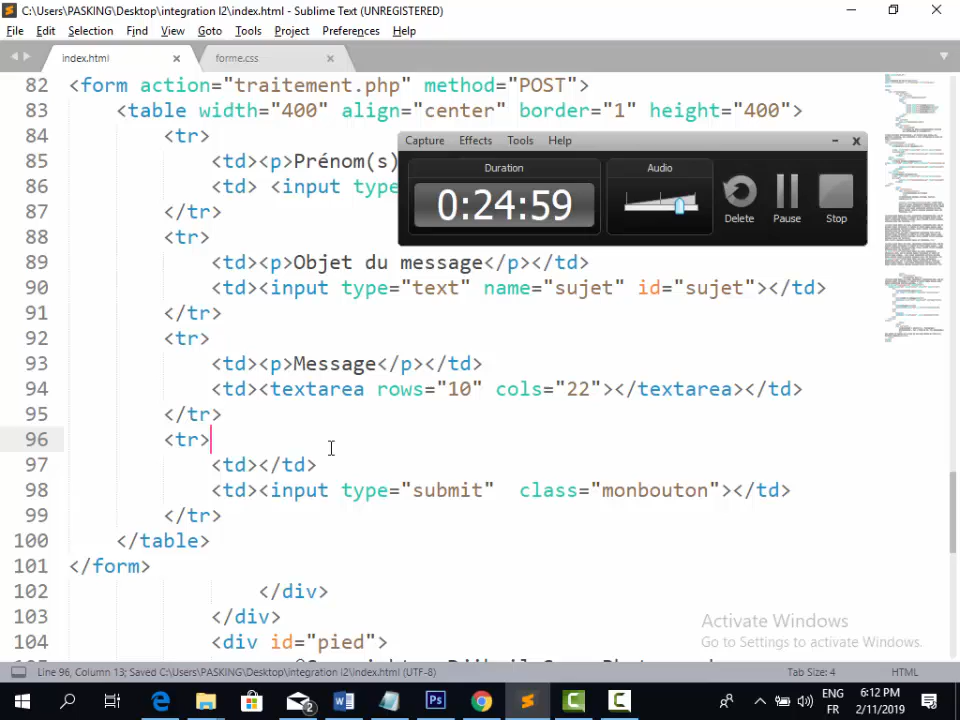 C:\Users\PASKING\Desktop\integration l2\index.html - Sublime Text (UNREGISTERED)
File Edit Selection Find View Goto Tools Project Preferences Help
index.html × forme.css ×
82 <form action="traitement.php" method="POST">
83 <table width="400" align="center" border="1" height="400">
84 <tr>
85 <td><p>Prénom(s)
86 <td> <input type
87 </tr>
88 <tr>
89 <td><p>Objet du message</p></td>
90 <td><input type="text" name="sujet" id="sujet"></td>
91 </tr>
92 <tr>
93 <td><p>Message</p></td>
94 <td><textarea rows="10" cols="22"></textarea></td>
95 </tr>
96 <tr>
97 <td></td>
98 <td><input type="submit"  class="monbouton"></td>
99 </tr>
100 </table>
101 </form>
102 </div>
103 </div>
104 <div id="pied">
Capture Effects Tools Help
Duration
0:24:59
Audio
Delete Pause Stop
Activate Windows
Go to Settings to activate Windows.
Line 96, Column 13; Saved C:\Users\PASKING\Desktop\integration l2\index.html (UTF-8) Tab Size: 4 HTML
2
W
Ps
ENG
FR
6:12 PM
2/11/2019